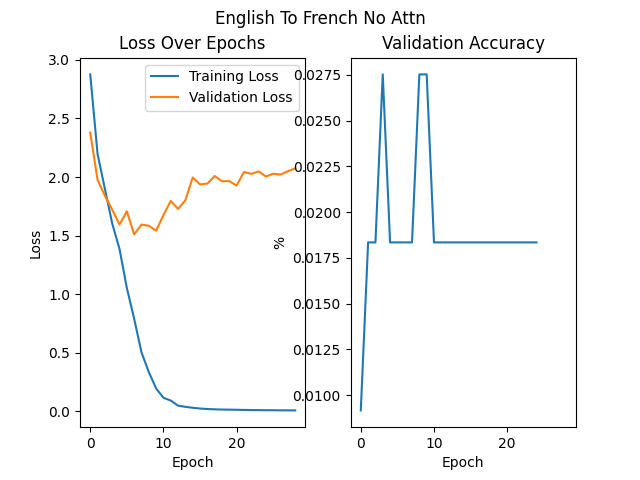 English To French No Attn
Loss Over Epochs
Training Loss
Validation Loss
3.0
2.5
2.0
1.5
1.0
0.5
0.0
Loss
0
10
20
Epoch
Validation Accuracy
0.0275
0.0250
0.0225
0.0200
0.0175
0.0150
0.0125
0.0100
%
0
10
20
Epoch